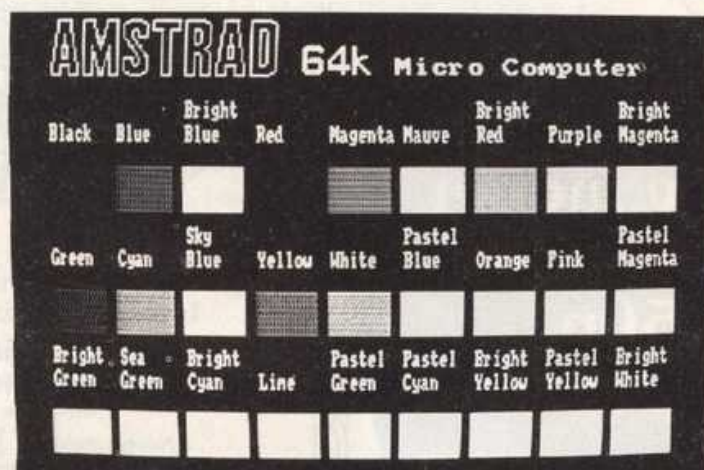 AMSTRAD 64k Micro Computer
Bright Bright Bright
Black Blue Blue Red Magenta Mauve Red Purple Magenta
Sky Pastel Pastel
Green Cyan Blue Yellow White Blue Orange Pink Magenta
Bright Sea Bright Pastel Pastel Bright Pastel Bright
Green Green Cyan Lime Green Cyan Yellow Yellow White